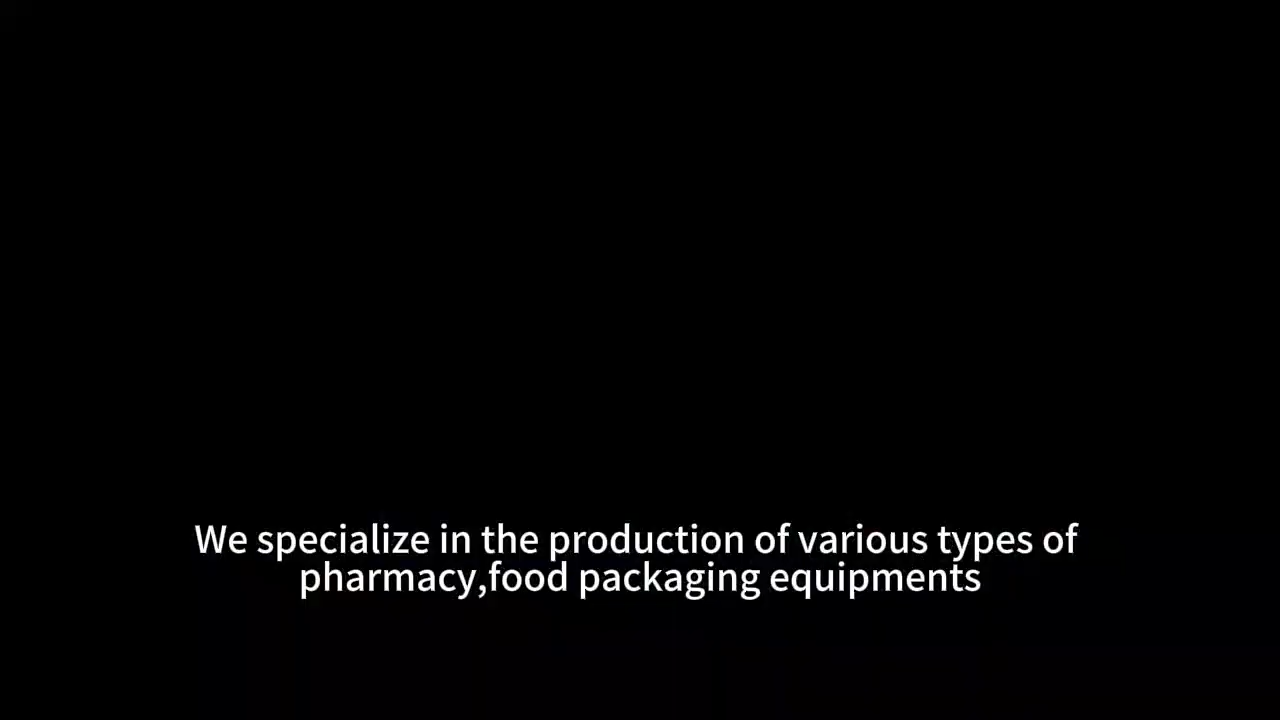 We specialize in the production of various types of
pharmacy,food packaging equipments